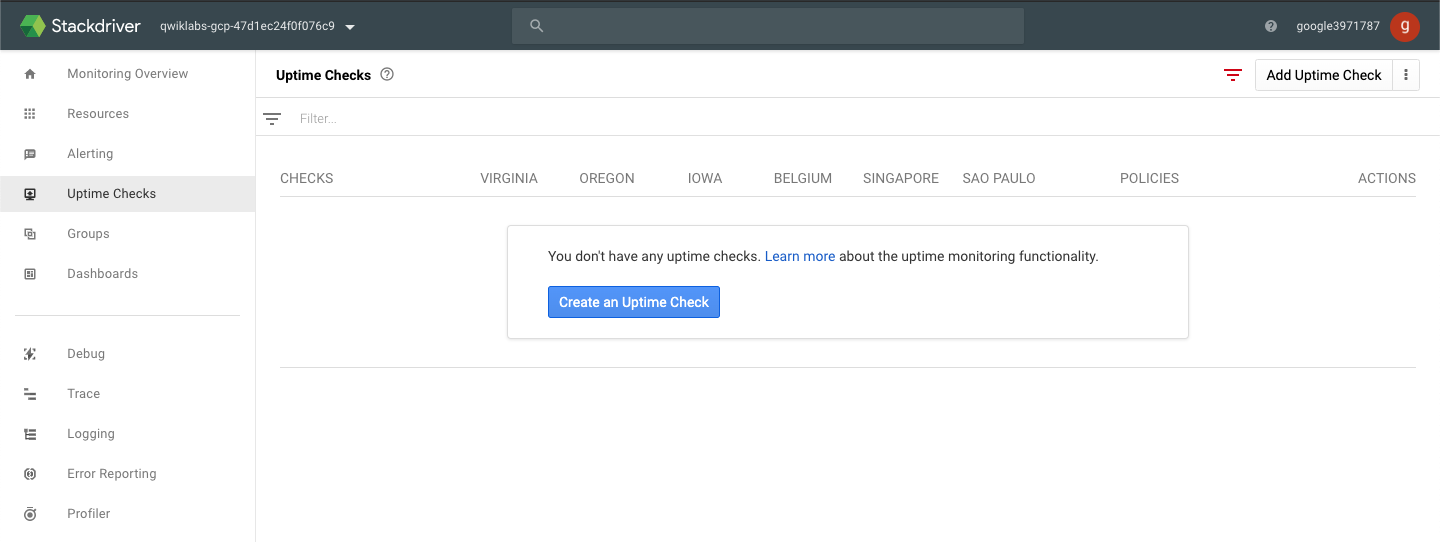 Stackdriver qwiklabs-gcp-47d1ec24f0f076c9 google3971787 g
Monitoring Overview
Resources
Alerting
Uptime Checks
Groups
Dashboards
Debug
Trace
Logging
Error Reporting
Profiler
Uptime Checks Add Uptime Check
Filter...
CHECKS VIRGINIA OREGON IOWA BELGIUM SINGAPORE SAO PAULO POLICIES ACTIONS
You don't have any uptime checks. Learn more about the uptime monitoring functionality.
Create an Uptime Check